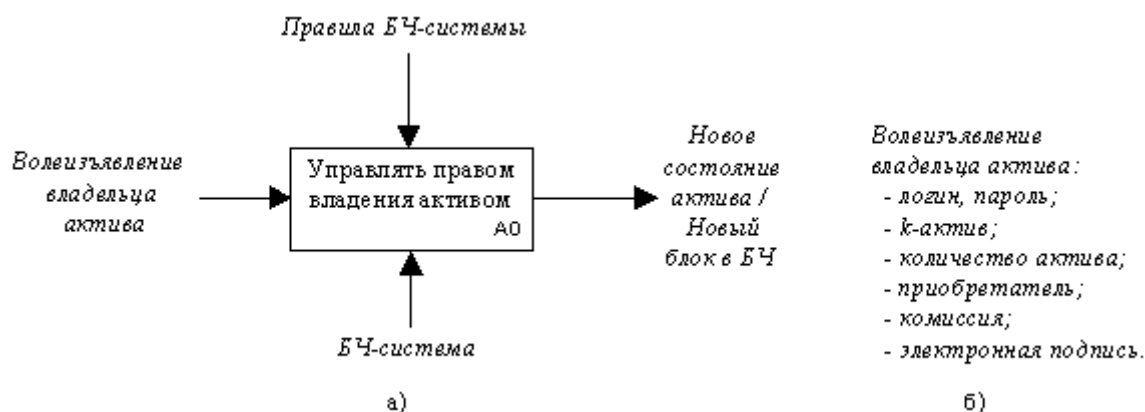 Правила БЧ-системы
Волеизъявление
владельца
актива
Управлять правом
владения активом
А0
Новое
состояние
актива /
Новый
блок в БЧ
БЧ-система
а)
Волеизъявление
владельца актива:
- логин, пароль;
- k-актив;
- количество актива;
- приобретатель;
- комиссия;
- электронная подпись.
б)